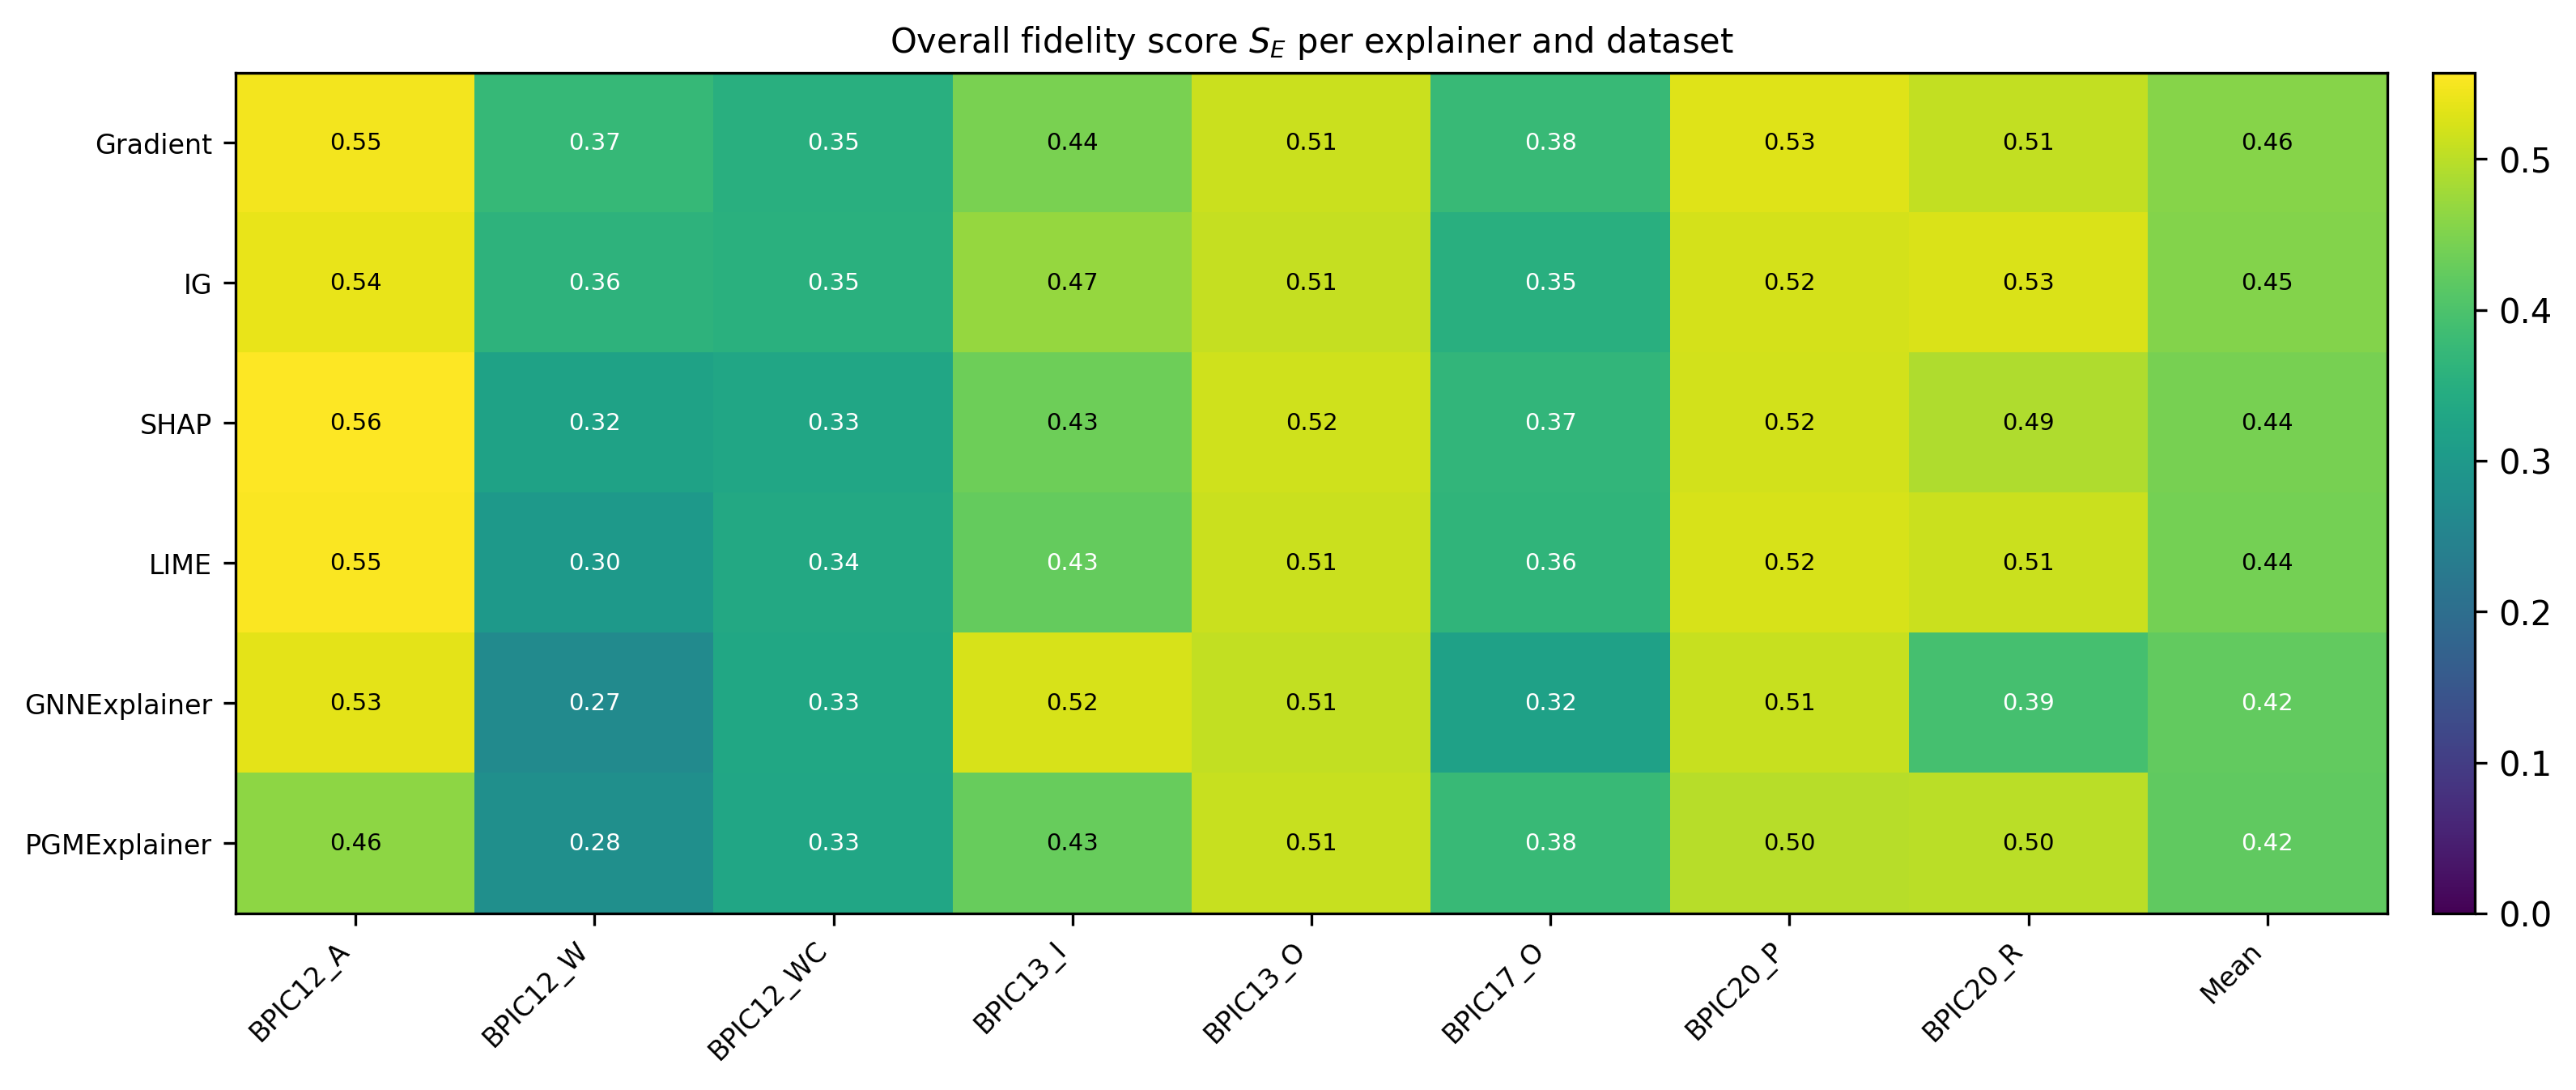 Overall fidelity score S_E per explainer and dataset
Gradient 0.55 0.37 0.35 0.44 0.51 0.38 0.53 0.51 0.46
IG 0.54 0.36 0.35 0.47 0.51 0.35 0.52 0.53 0.45
SHAP 0.56 0.32 0.33 0.43 0.52 0.37 0.52 0.49 0.44
LIME 0.55 0.30 0.34 0.43 0.51 0.36 0.52 0.51 0.44
GNNExplainer 0.53 0.27 0.33 0.52 0.51 0.32 0.51 0.39 0.42
PGMExplainer 0.46 0.28 0.33 0.43 0.51 0.38 0.50 0.50 0.42
BPIC12_A BPIC12_W BPIC12_WC BPIC13_I BPIC13_O BPIC17_O BPIC20_P BPIC20_R Mean
0.5
0.4
0.3
0.2
0.1
0.0